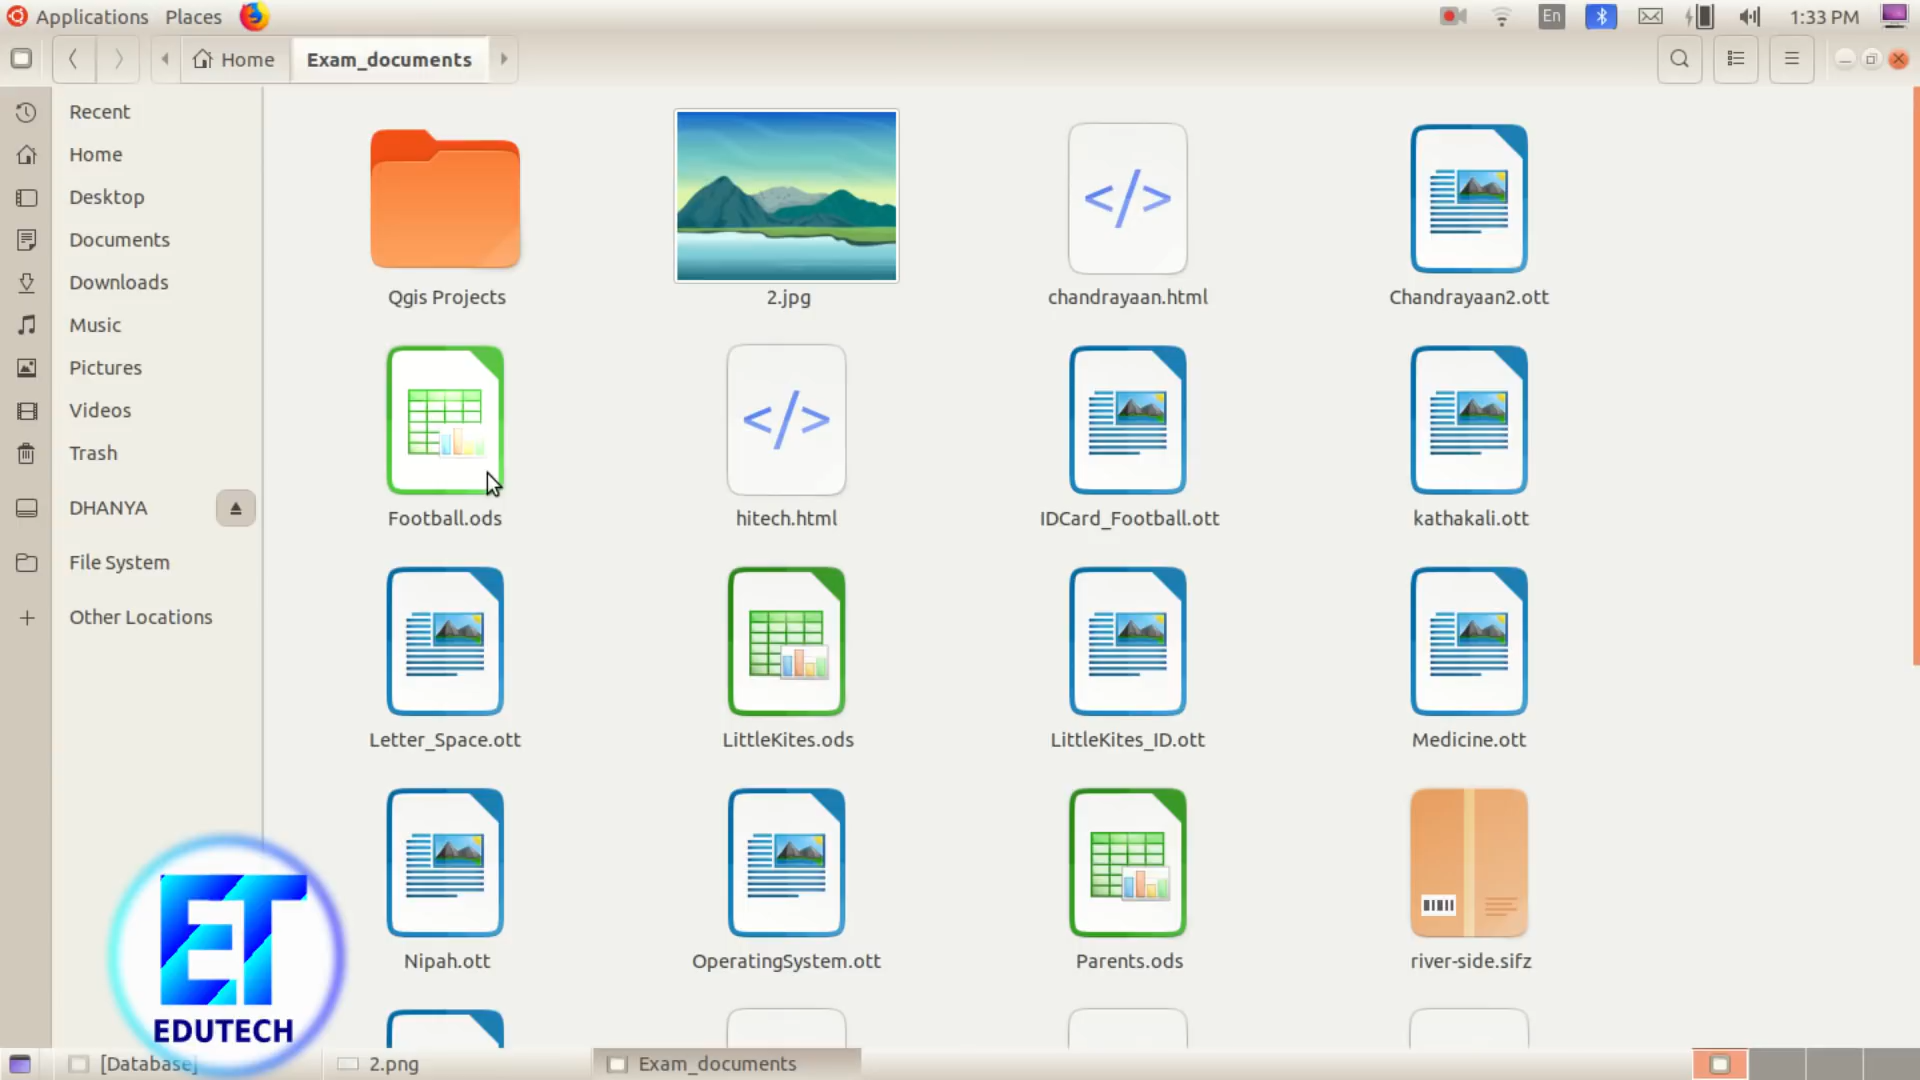 Applications Places En 1:33 PM
Home Exam_documents
Recent
Home
Desktop
Documents
Downloads
Music
Pictures
Videos
Trash
DHANYA
File System
Other Locations
Qgis Projects 2.jpg chandrayaan.html Chandrayaan2.ott
Football.ods hitech.html IDCard_Football.ott kathakali.ott
Letter_Space.ott LittleKites.ods LittleKites_ID.ott Medicine.ott
Nipah.ott OperatingSystem.ott Parents.ods river-side.sifz
ET
EDUTECH
[Database] 2.png Exam_documents